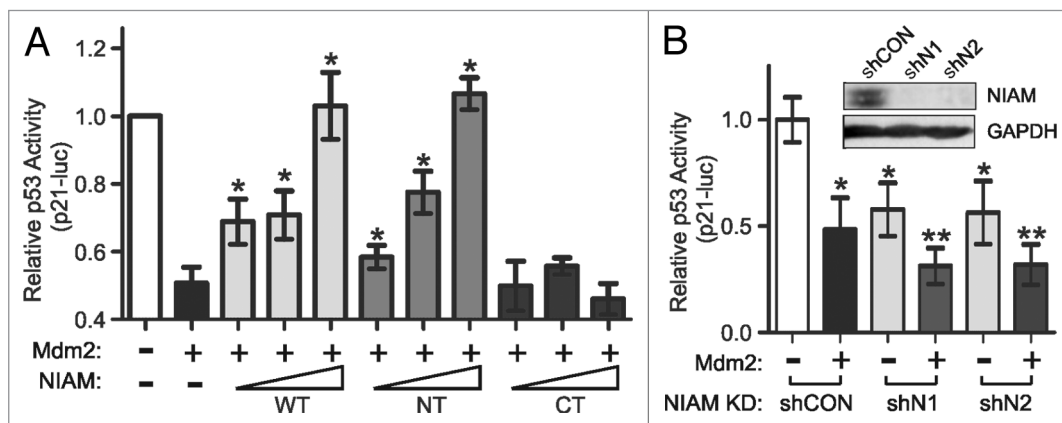 A
Relative p53 Activity
(p21-luc)
1.2
1.0
0.8
0.6
0.4
* * * * * *
Mdm2: - + + + + + + + + + +
NIAM: - -
WT NT CT
B
shCON shN1 shN2
NIAM
GAPDH
Relative p53 Activity
(p21-luc)
1.0
0.5
0.0
* * ** * **
Mdm2: - + - + - +
NIAM KD: shCON shN1 shN2